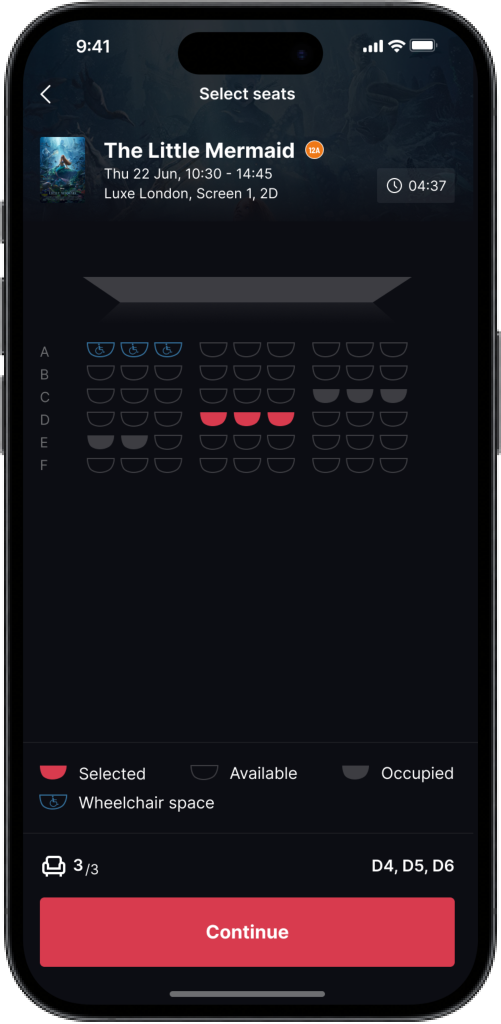 9:41
Select seats
The Little Mermaid 12A
Thu 22 Jun, 10:30 - 14:45
Luxe London, Screen 1, 2D
04:37
A
B
C
D
E
F
Selected
Available
Occupied
Wheelchair space
3/3
D4, D5, D6
Continue